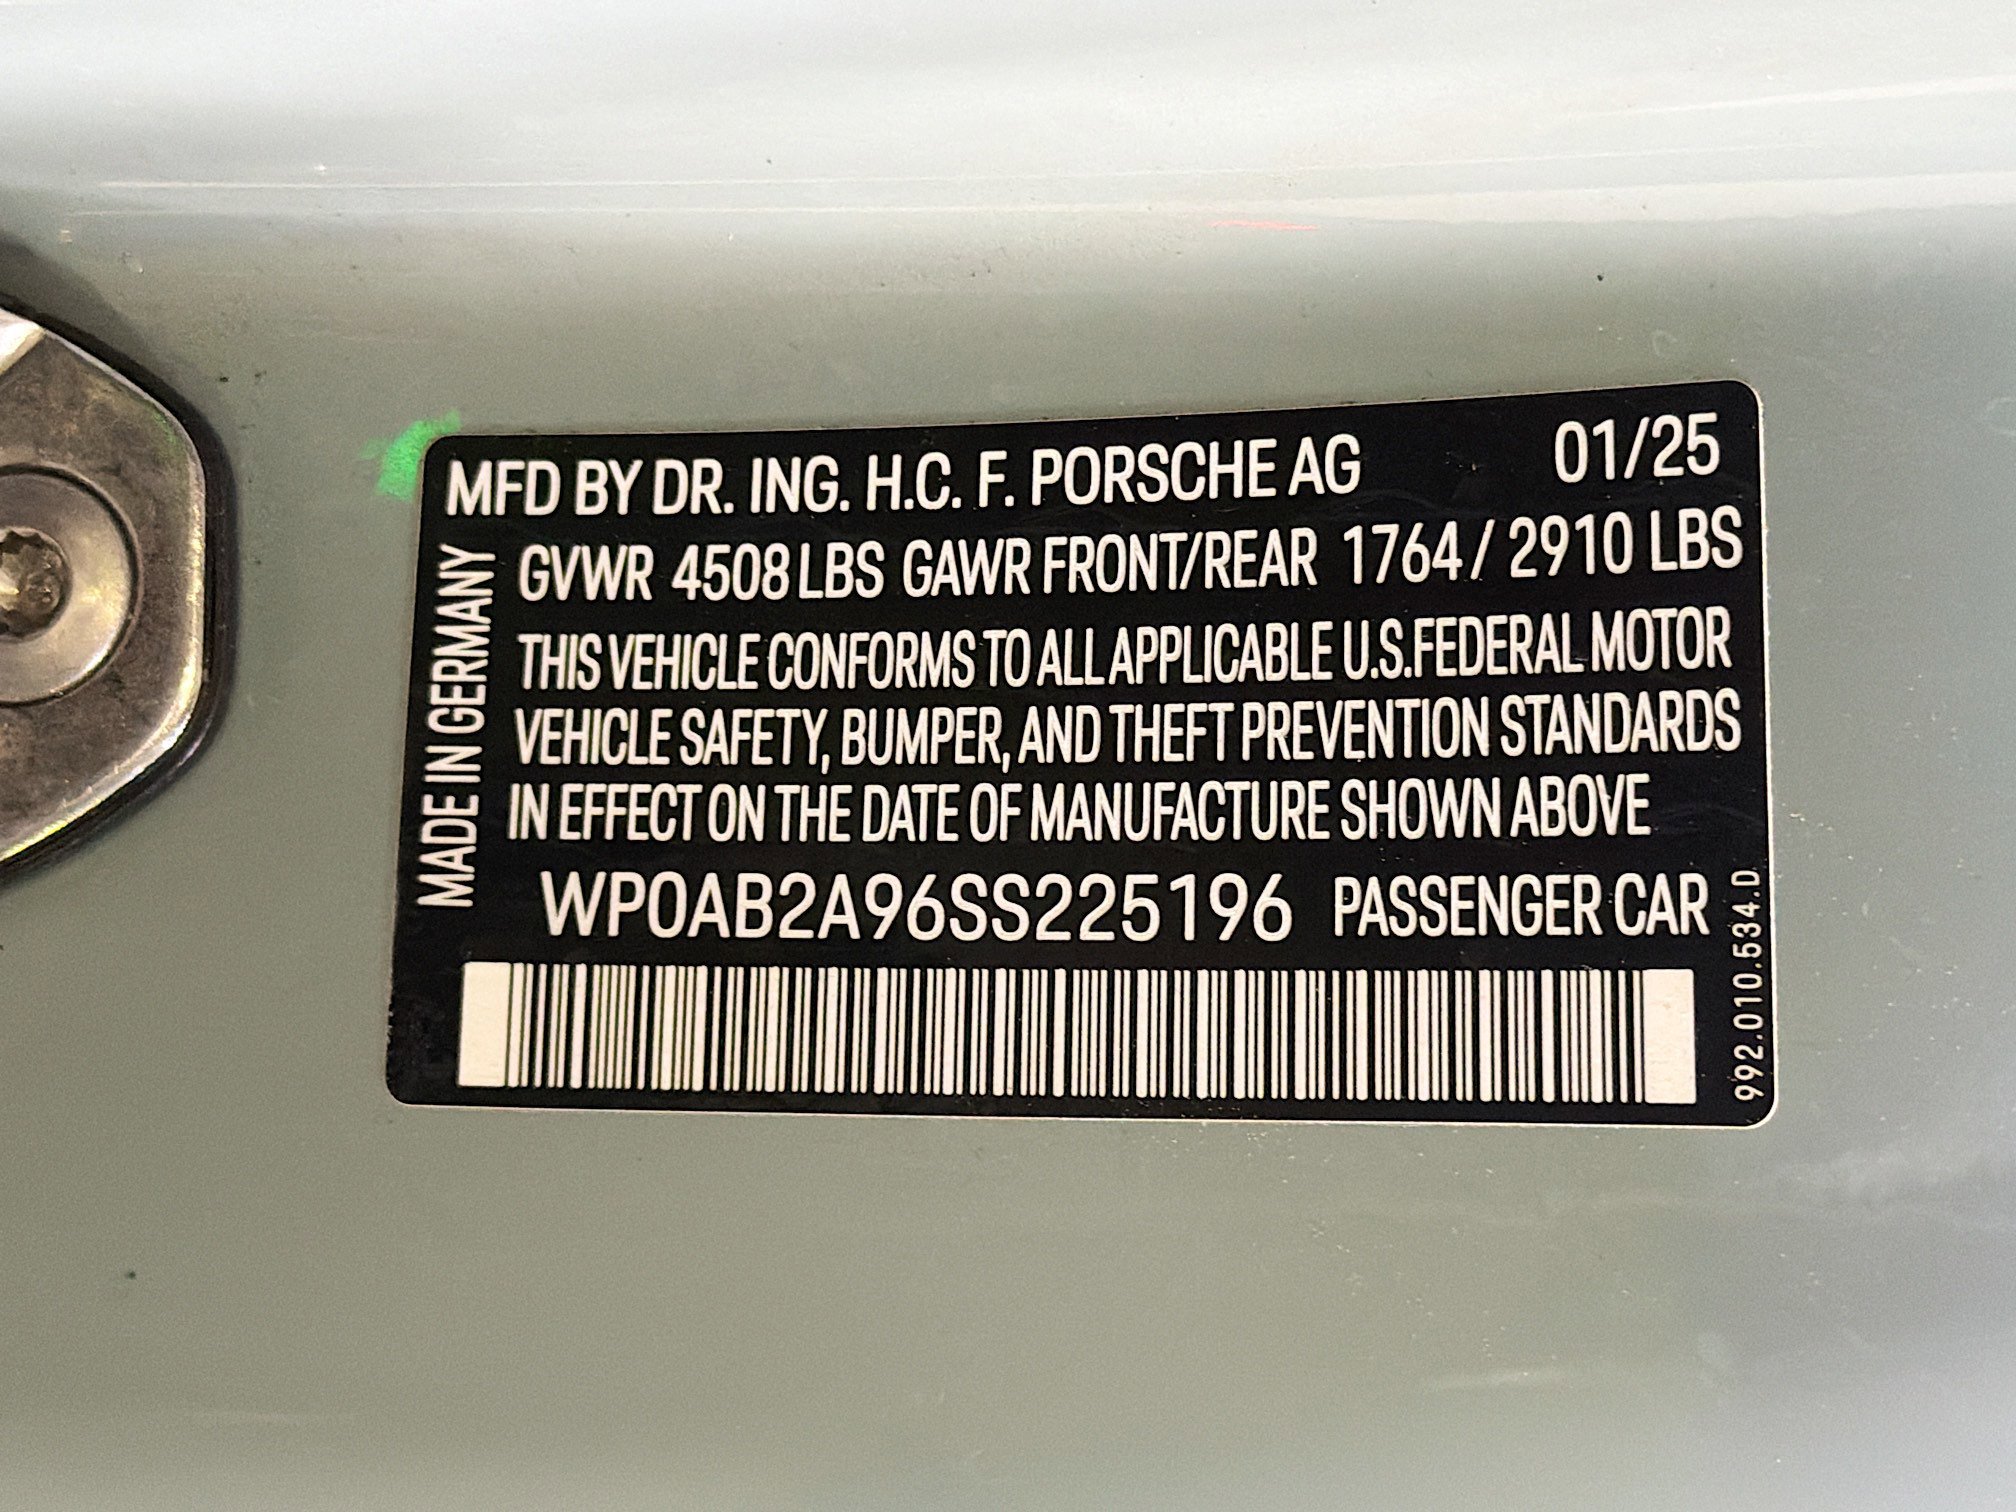 MFD BY DR. ING. H.C. F. PORSCHE AG 01/25
GVWR 4508 LBS GAWR FRONT/REAR 1764 / 2910 LBS
THIS VEHICLE CONFORMS TO ALL APPLICABLE U.S.FEDERAL MOTOR
VEHICLE SAFETY, BUMPER, AND THEFT PREVENTION STANDARDS
IN EFFECT ON THE DATE OF MANUFACTURE SHOWN ABOVE
WP0AB2A96SS225196 PASSENGER CAR
MADE IN GERMANY
992.010.534.D